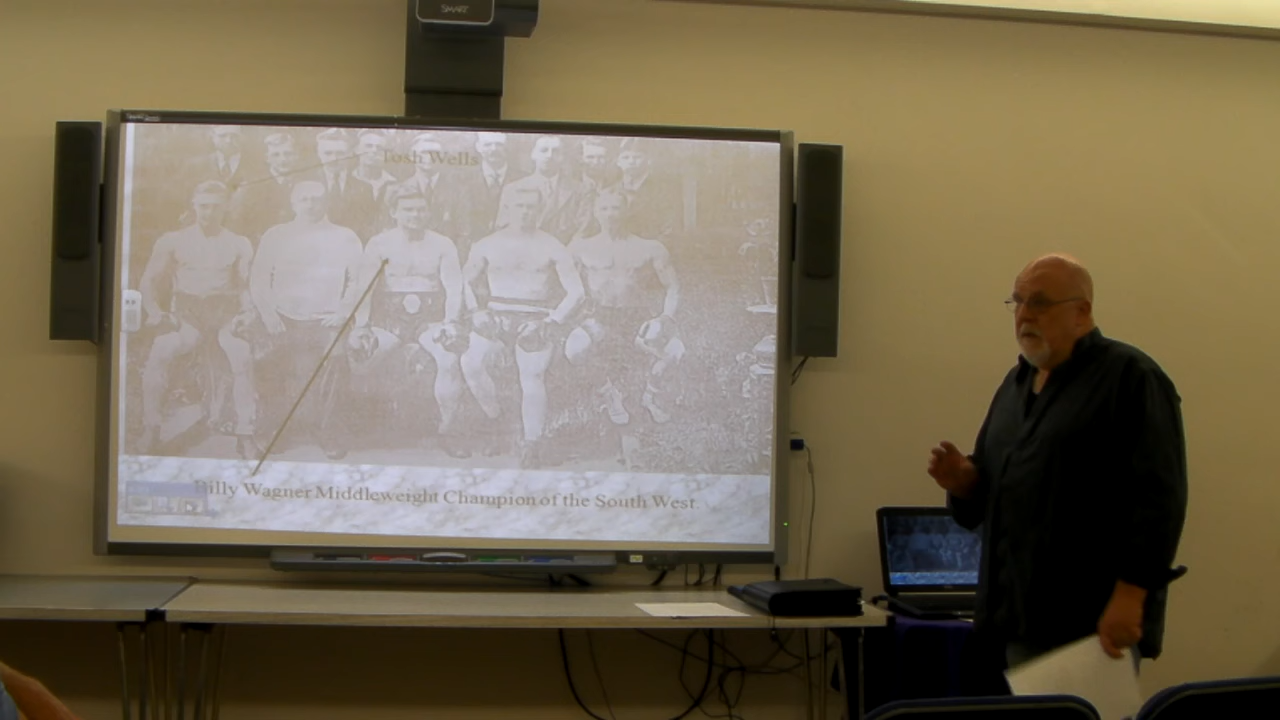 SMART
Tosh Wells
Billy Wagner Middleweight Champion of the South West.